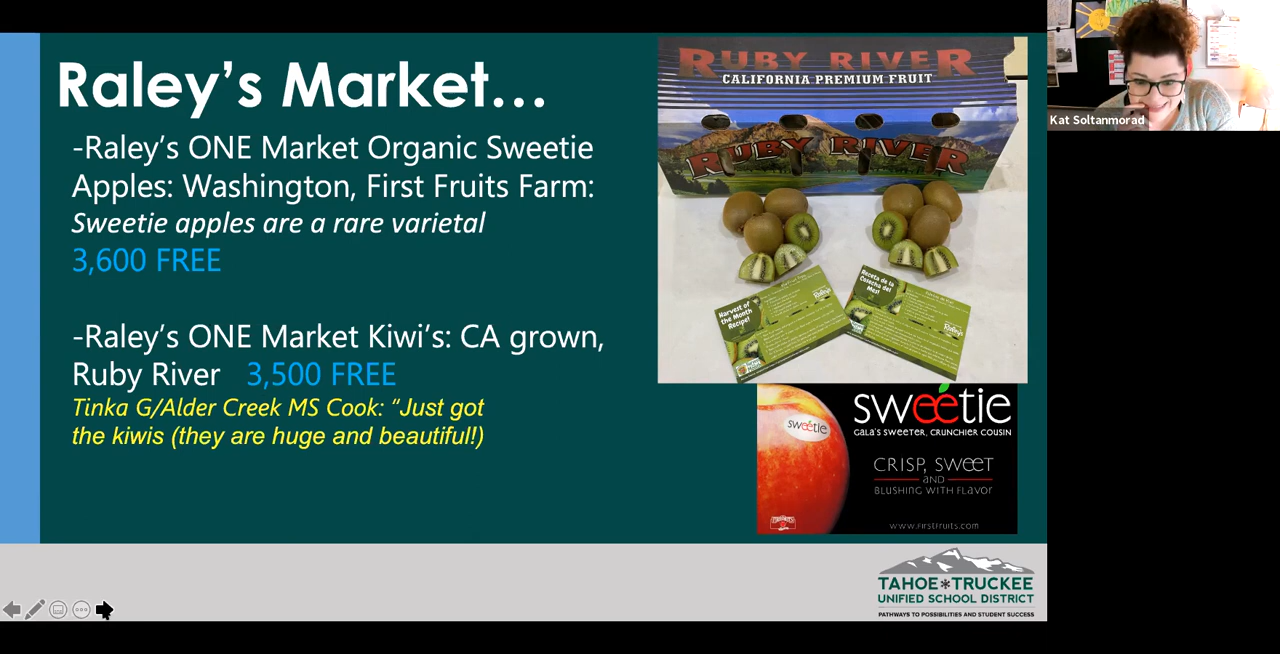 Raley’s Market…
-Raley’s ONE Market Organic Sweetie
Apples: Washington, First Fruits Farm:
Sweetie apples are a rare varietal
3,600 FREE
-Raley’s ONE Market Kiwi’s: CA grown,
Ruby River 3,500 FREE
Tinka G/Alder Creek MS Cook: “Just got
the kiwis (they are huge and beautiful!)
RUBY RIVER
CALIFORNIA PREMIUM FRUIT
RUBY RIVER
Harvest of
the Month
Recipe!
Raley's
Receta de la
Cosecha del
Mes!
Raley's
sweetie
sweetie
GALA'S SWEETER, CRUNCHIER COUSIN
CRISP, SWEET
AND
BLUSHING WITH FLAVOR
www.firstfruits.com
TAHOE*TRUCKEE
UNIFIED SCHOOL DISTRICT
PATHWAYS TO POSSIBILITIES AND STUDENT SUCCESS
Kat Soltanmorad